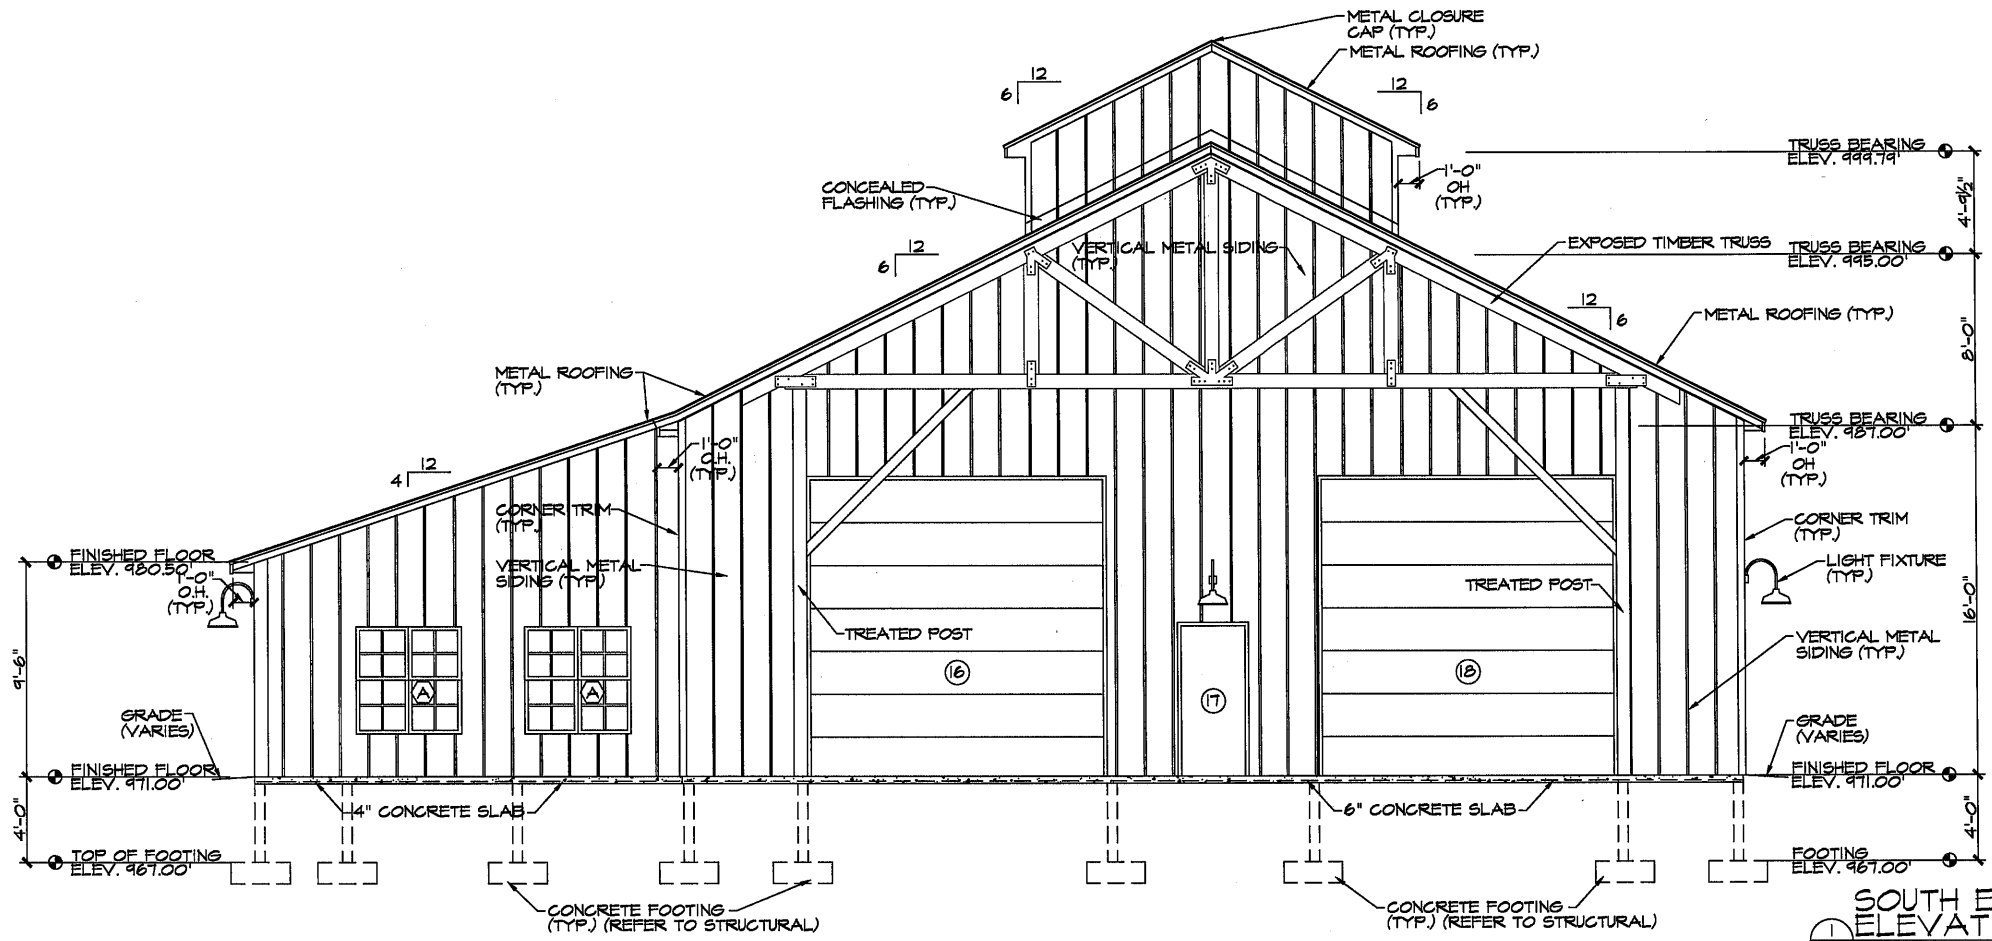 METAL CLOSURE
CAP (TYP.)
METAL ROOFING (TYP.)
12
6
12
6
TRUSS BEARING
ELEV. 999.79'
1'-0"
OH
(TYP.)
4'-9½"
CONCEALED
FLASHING (TYP.)
12
6
VERTICAL METAL SIDING
(TYP.)
EXPOSED TIMBER TRUSS
TRUSS BEARING
ELEV. 995.00'
12
6
METAL ROOFING (TYP.)
8'-0"
METAL ROOFING
(TYP.)
TRUSS BEARING
ELEV. 987.00'
12
4
1'-0"
O.H.
(TYP.)
1'-0"
OH
(TYP.)
CORNER TRIM
(TYP.)
CORNER TRIM
(TYP.)
FINISHED FLOOR
ELEV. 980.50'
1'-0"
O.H.
(TYP.)
VERTICAL METAL
SIDING (TYP.)
LIGHT FIXTURE
(TYP.)
TREATED POST
16'-0"
TREATED POST
VERTICAL METAL
SIDING (TYP.)
9'-6"
A
A
16
17
18
GRADE
(VARIES)
GRADE
(VARIES)
FINISHED FLOOR
ELEV. 971.00'
FINISHED FLOOR
ELEV. 971.00'
4" CONCRETE SLAB
6" CONCRETE SLAB
4'-0"
4'-0"
TOP OF FOOTING
ELEV. 967.00'
FOOTING
ELEV. 967.00'
CONCRETE FOOTING
(TYP.) (REFER TO STRUCTURAL)
CONCRETE FOOTING
(TYP.) (REFER TO STRUCTURAL)
SOUTH E
1 ELEVAT